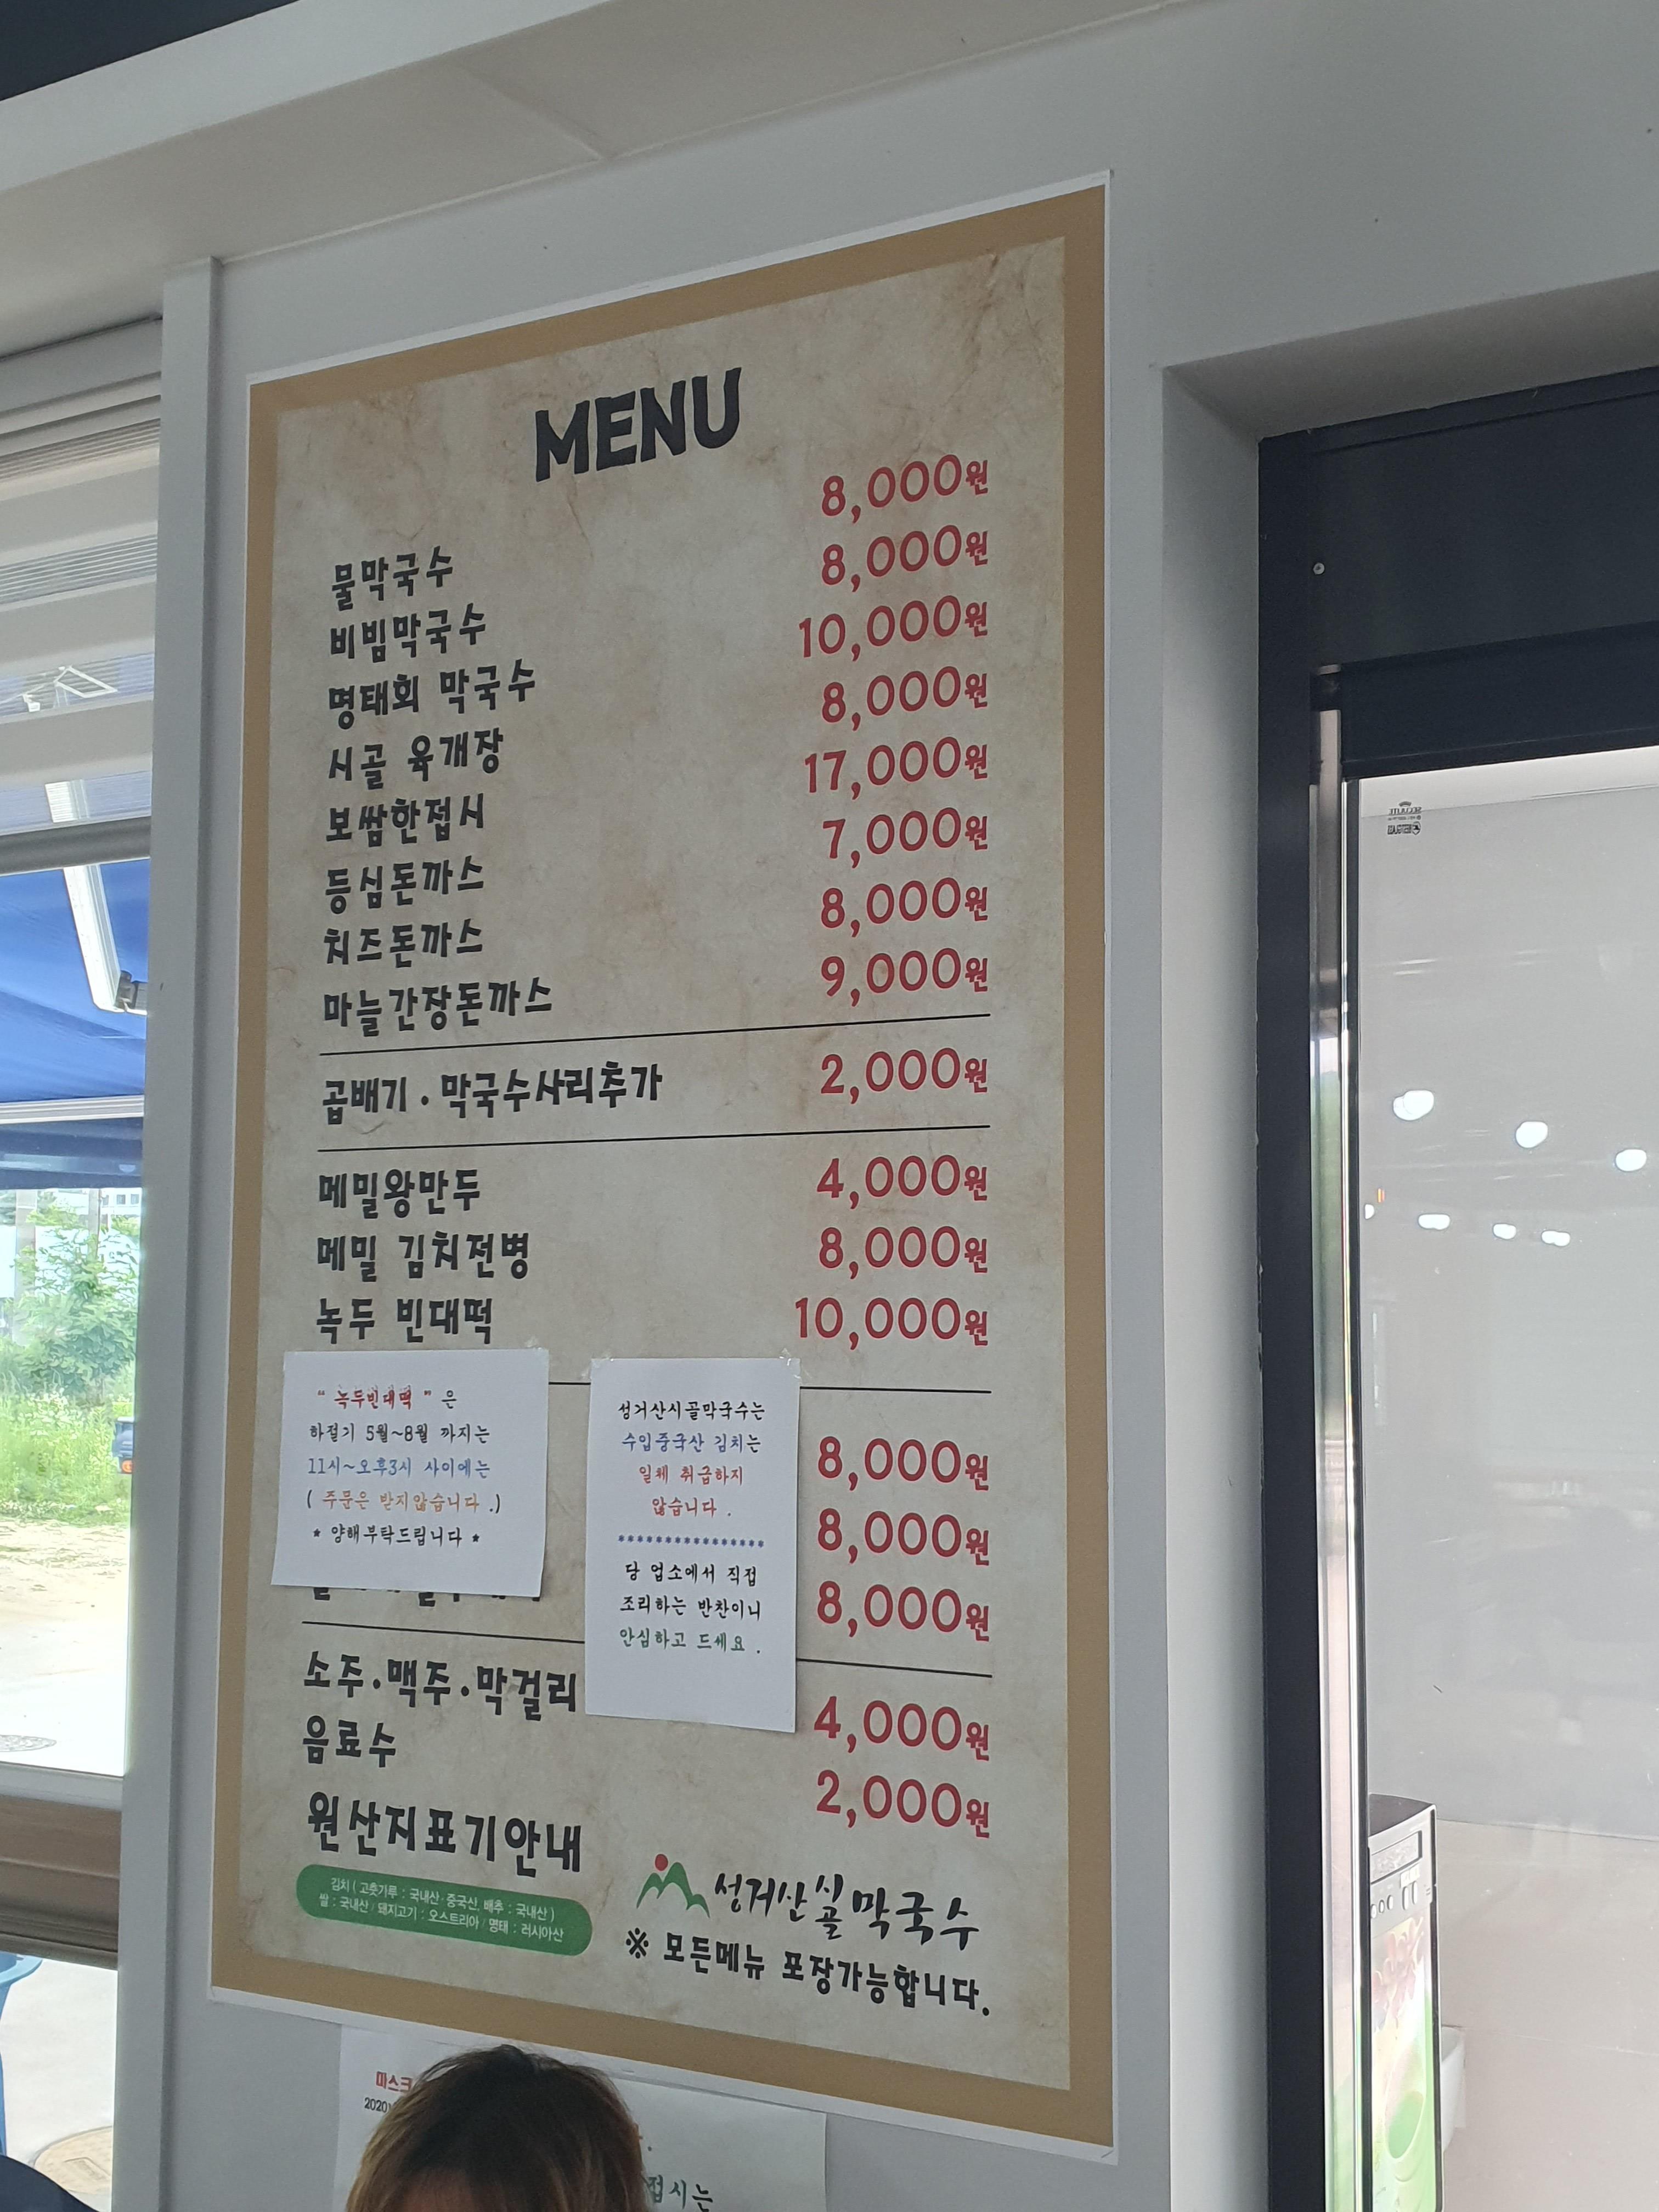 MENU
물막국수 8,000원
비빔막국수 8,000원
명태회 막국수 10,000원
시골 육개장 8,000원
보쌈한접시 17,000원
등심돈까스 7,000원
치즈돈까스 8,000원
마늘간장돈까스 9,000원
곱배기 · 막국수사리추가 2,000원
메밀왕만두 4,000원
메밀 김치전병 8,000원
녹두 빈대떡 10,000원
"녹두빈대떡" 은
하절기 5월~8월 까지는
11시~오후3시 사이에는
( 주문은 받지않습니다 .)
* 양해부탁드립니다 *
성거산시골막국수는
수입중국산 김치는
일체 취급하지
않습니다 .
****************
당 업소에서 직접
조리하는 반찬이니
안심하고 드세요 .
8,000원
8,000원
8,000원
소주·맥주·막걸리 4,000원
음료수 2,000원
원산지표기안내
김치 ( 고춧가루 : 국내산·중국산, 배추 : 국내산 )
쌀 : 국내산 / 돼지고기 : 오스트리아 / 명태 : 러시아산
성거산시골막국수
※ 모든메뉴 포장가능합니다.
미스크
2020
접시는